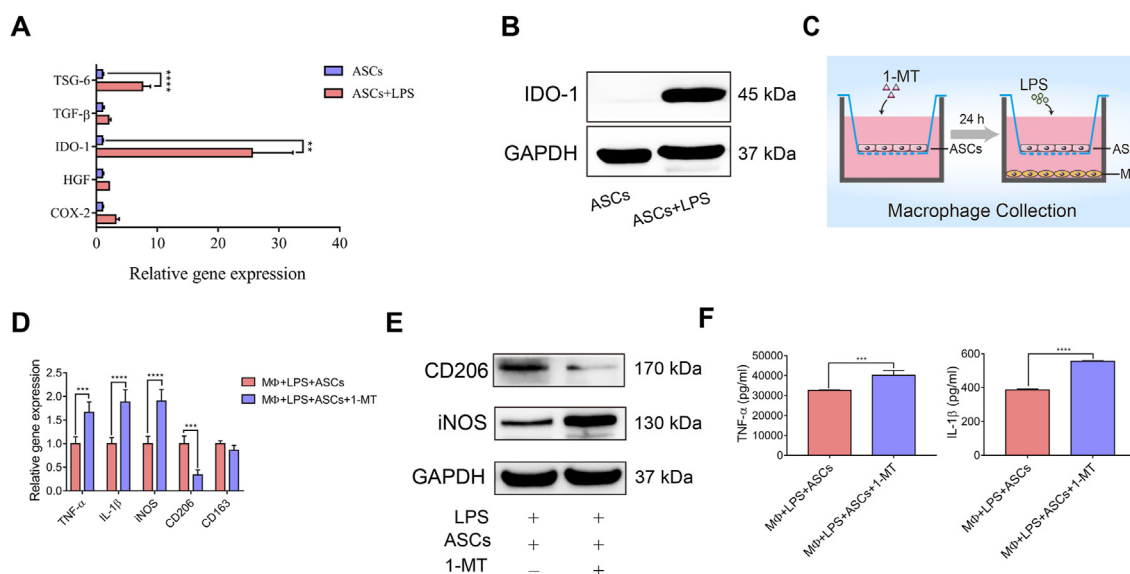 A
ASCs
ASCs+LPS
TSG-6
****
TGF-β
IDO-1
**
HGF
COX-2
0 10 20 30 40
Relative gene expression
B
IDO-1 45 kDa
GAPDH 37 kDa
ASCs ASCs+LPS
C
1-MT LPS
24 h
ASCs AS
M
Macrophage Collection
D
Relative gene expression
2.5
2.0
1.5
1.0
0.5
0.0
*** **** **** ***
MΦ+LPS+ASCs
MΦ+LPS+ASCs+1-MT
TNF-α IL-1β iNOS CD206 CD163
E
CD206 170 kDa
iNOS 130 kDa
GAPDH 37 kDa
LPS + +
ASCs + +
1-MT − +
F
TNF-α (pg/ml)
50000
40000
30000
20000
10000
0
***
MΦ+LPS+ASCs
MΦ+LPS+ASCs+1-MT
IL-1β (pg/ml)
600
400
200
0
****
MΦ+LPS+ASCs
MΦ+LPS+ASCs+1-MT